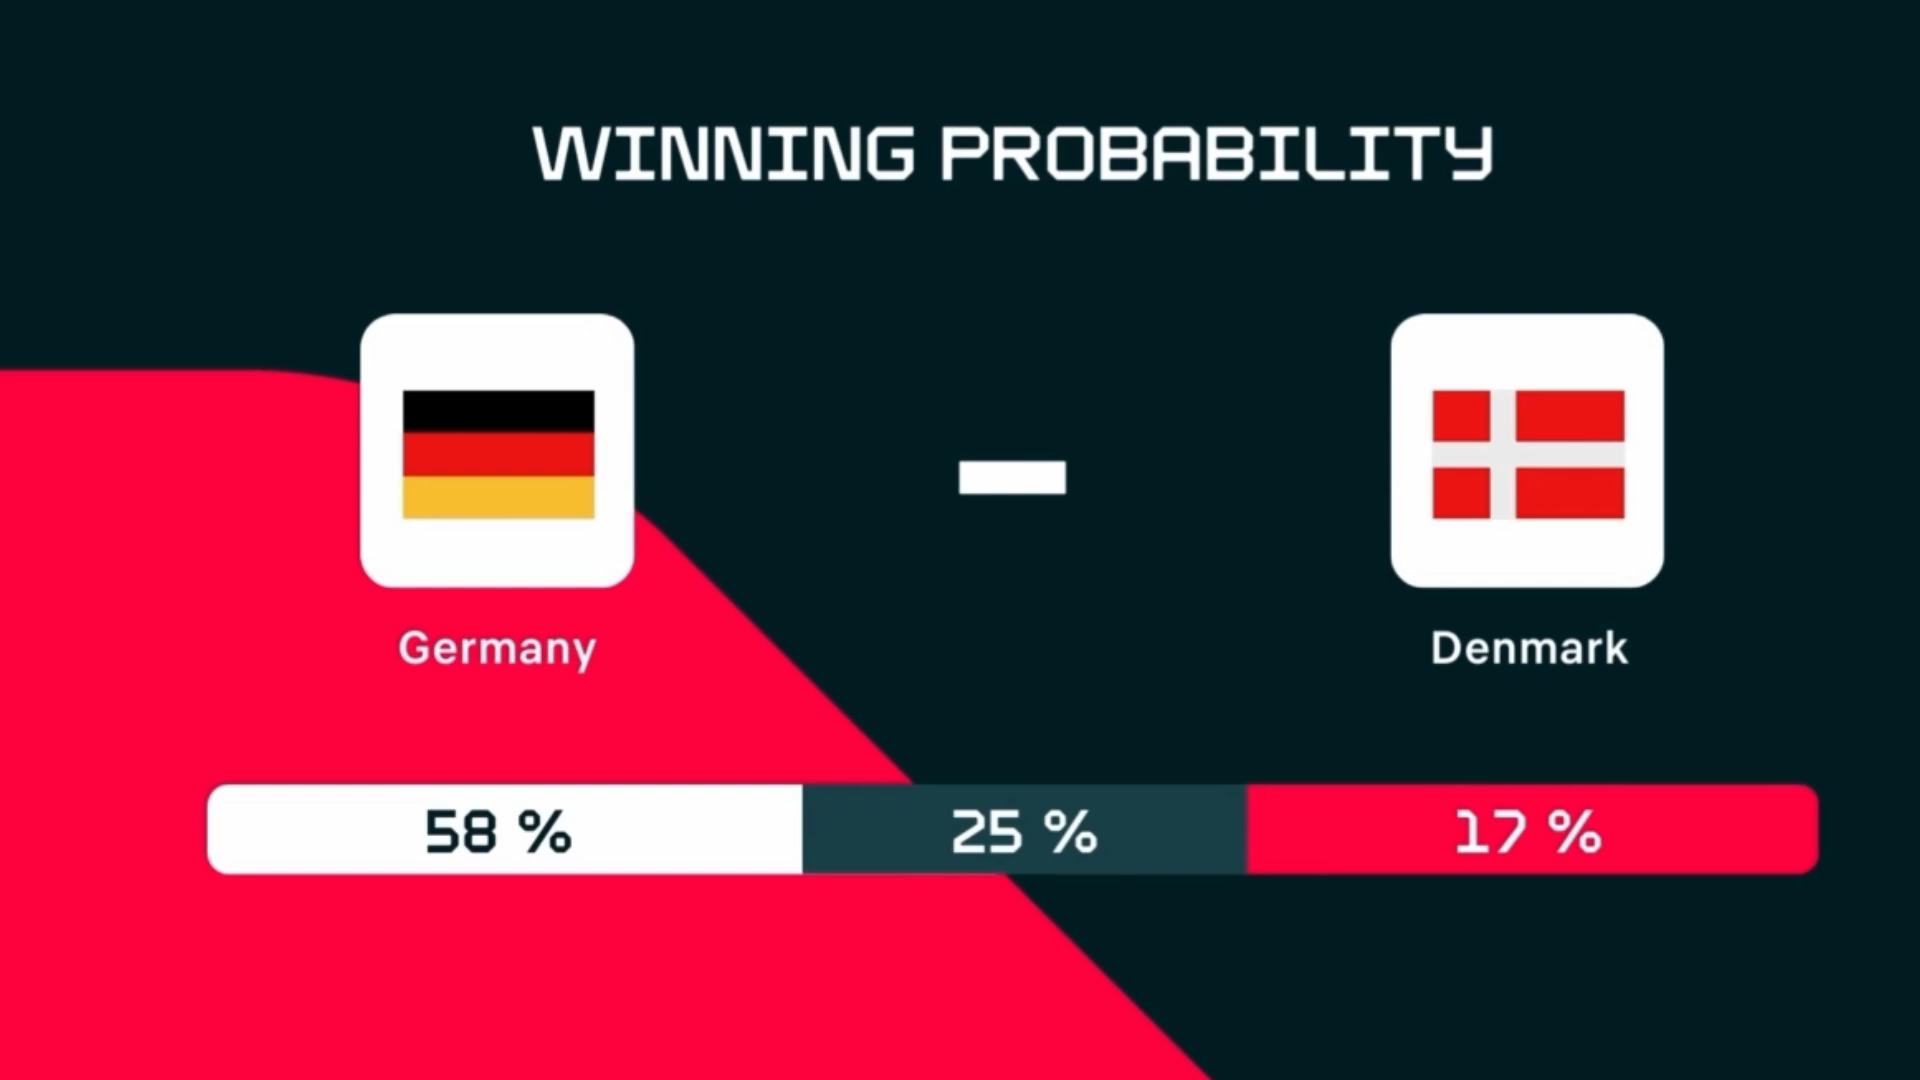 WINNING PROBABILITY
-
Germany
Denmark
58 %
25 %
17 %